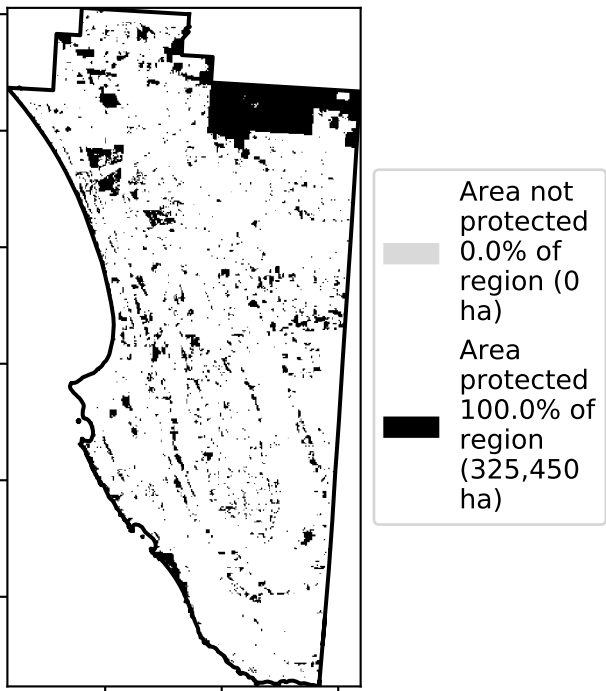 Area not
protected
0.0% of
region (0
ha)
Area
protected
100.0% of
region
(325,450
ha)